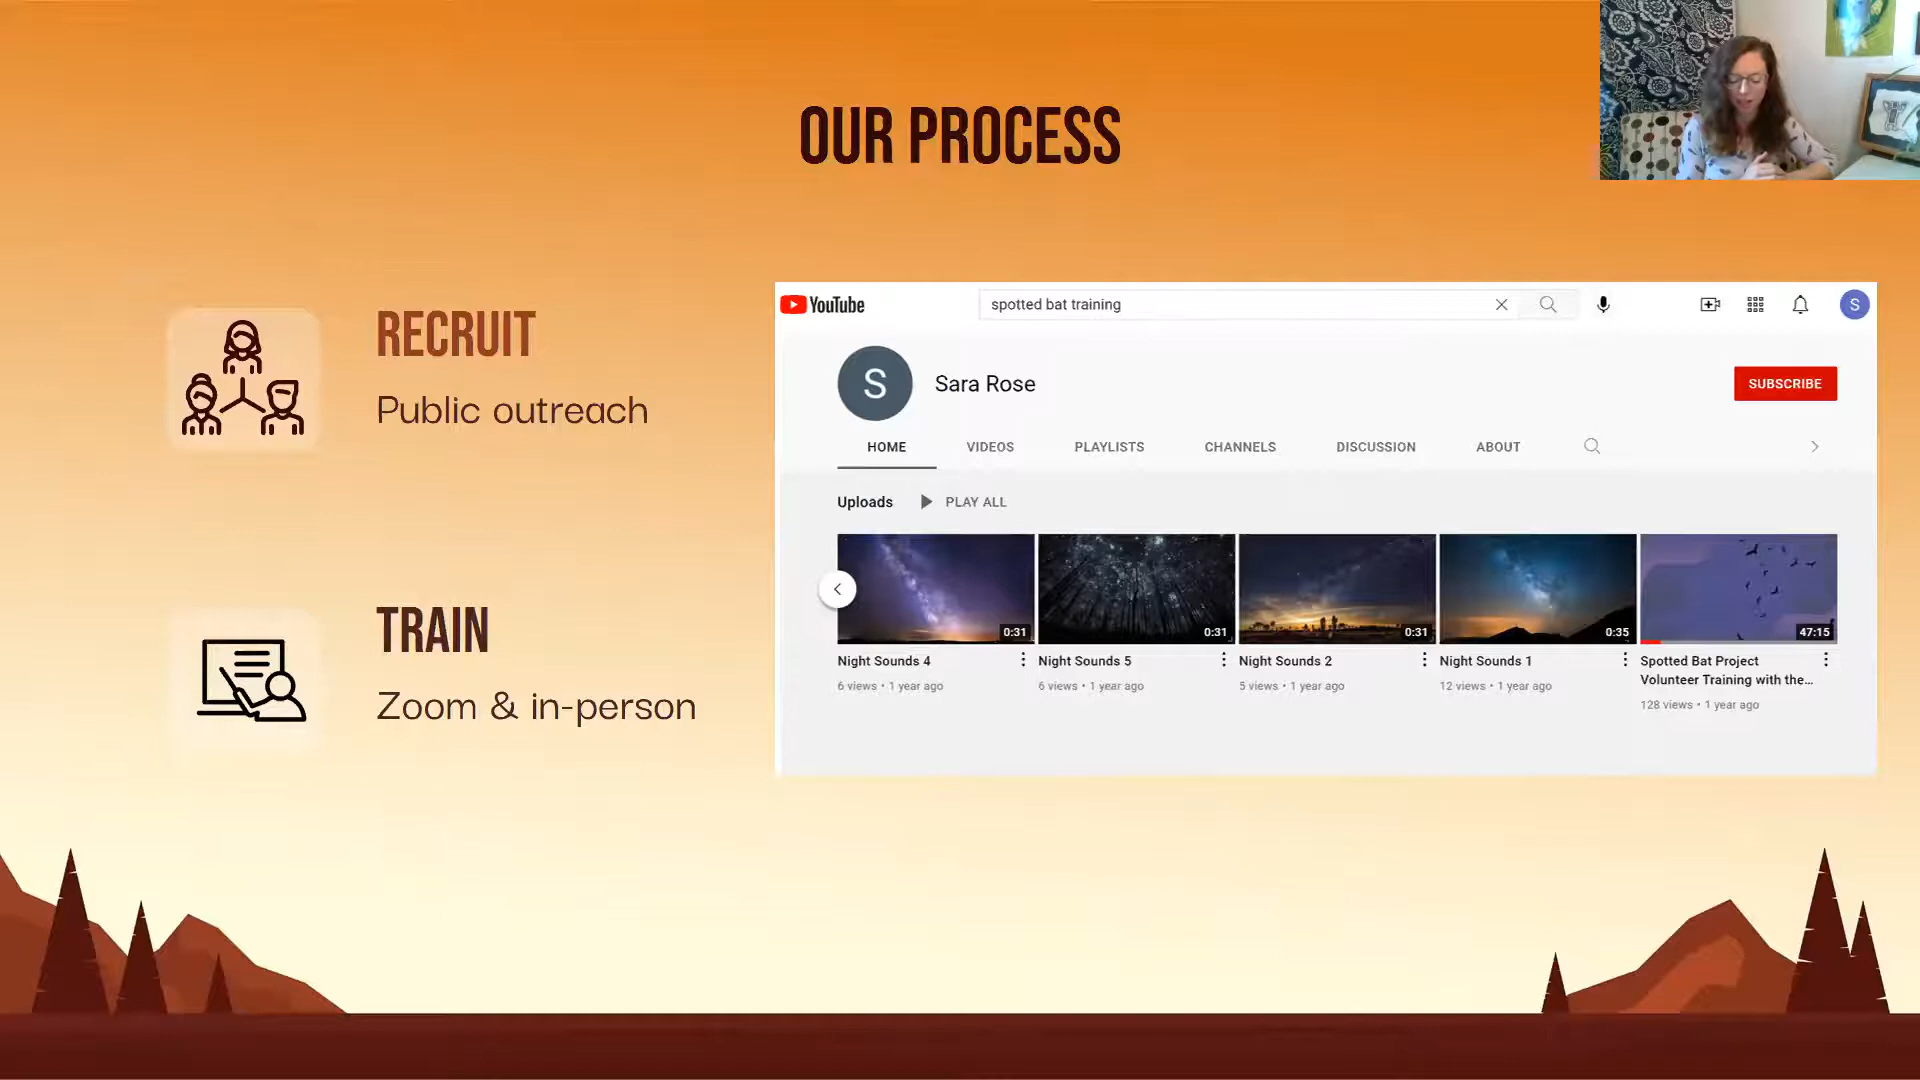 OUR PROCESS
RECRUIT
Public outreach
TRAIN
Zoom & in-person
YouTube
spotted bat training
S
S
Sara Rose
SUBSCRIBE
HOME VIDEOS PLAYLISTS CHANNELS DISCUSSION ABOUT
Uploads PLAY ALL
0:31 0:31 0:31 0:35 47:15
Night Sounds 4 Night Sounds 5 Night Sounds 2 Night Sounds 1 Spotted Bat Project
Volunteer Training with the...
6 views • 1 year ago 6 views • 1 year ago 5 views • 1 year ago 12 views • 1 year ago
128 views • 1 year ago